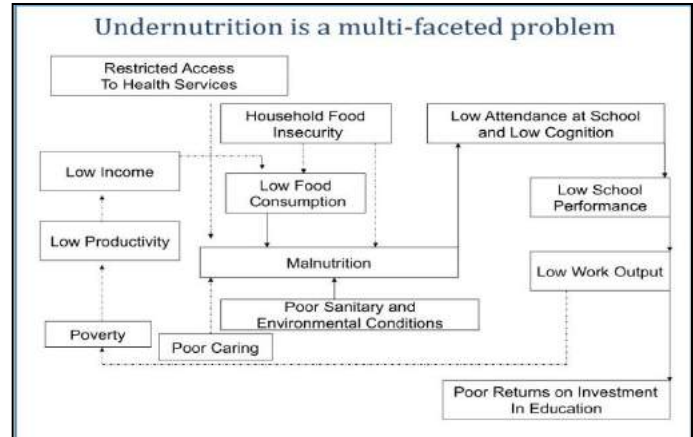 Undernutrition is a multi-faceted problem
Restricted Access
To Health Services
Household Food
Insecurity
Low Attendance at School
and Low Cognition
Low Income
Low Food
Consumption
Low School
Performance
Low Productivity
Malnutrition
Low Work Output
Poor Sanitary and
Environmental Conditions
Poverty
Poor Caring
Poor Returns on Investment
In Education